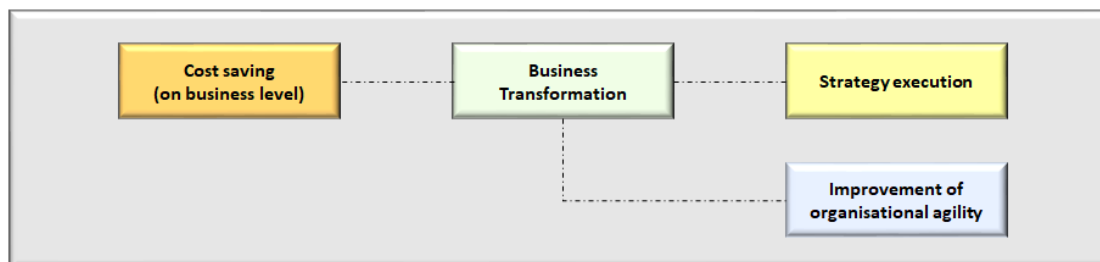 Cost saving
(on business level)
Business
Transformation
Strategy execution
Improvement of
organisational agility